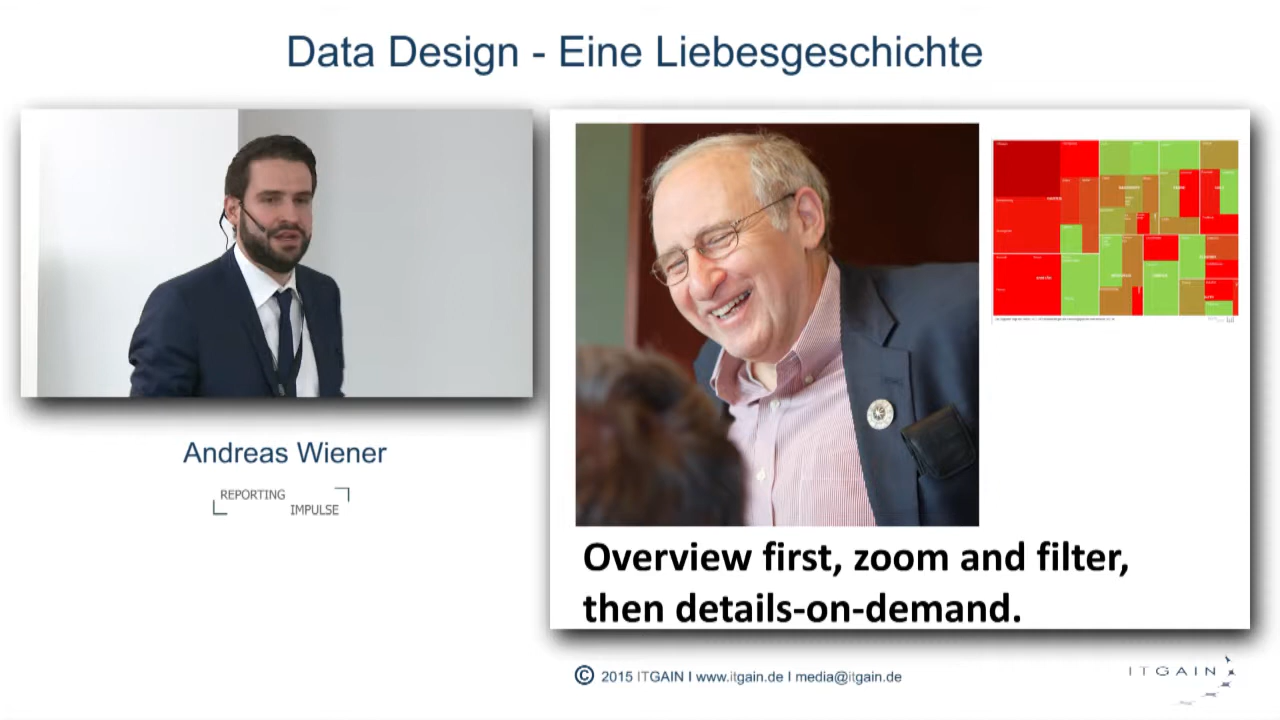 Data Design - Eine Liebesgeschichte
Andreas Wiener
REPORTING
IMPULSE
Overview first, zoom and filter,
then details-on-demand.
© 2015 ITGAIN I www.itgain.de I media@itgain.de
ITGAIN